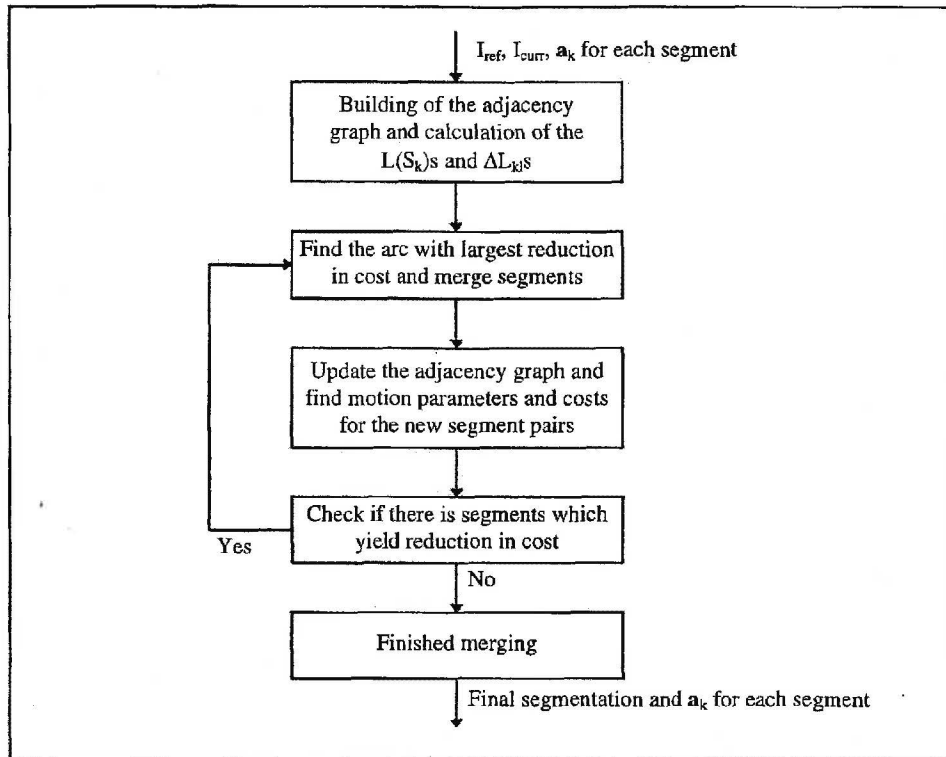 I_ref, I_curr, a_k for each segment
Building of the adjacency
graph and calculation of the
L(S_k)s and ΔL_kls
Find the arc with largest reduction
in cost and merge segments
Update the adjacency graph and
find motion parameters and costs
for the new segment pairs
Check if there is segments which
yield reduction in cost
Yes
No
Finished merging
Final segmentation and a_k for each segment